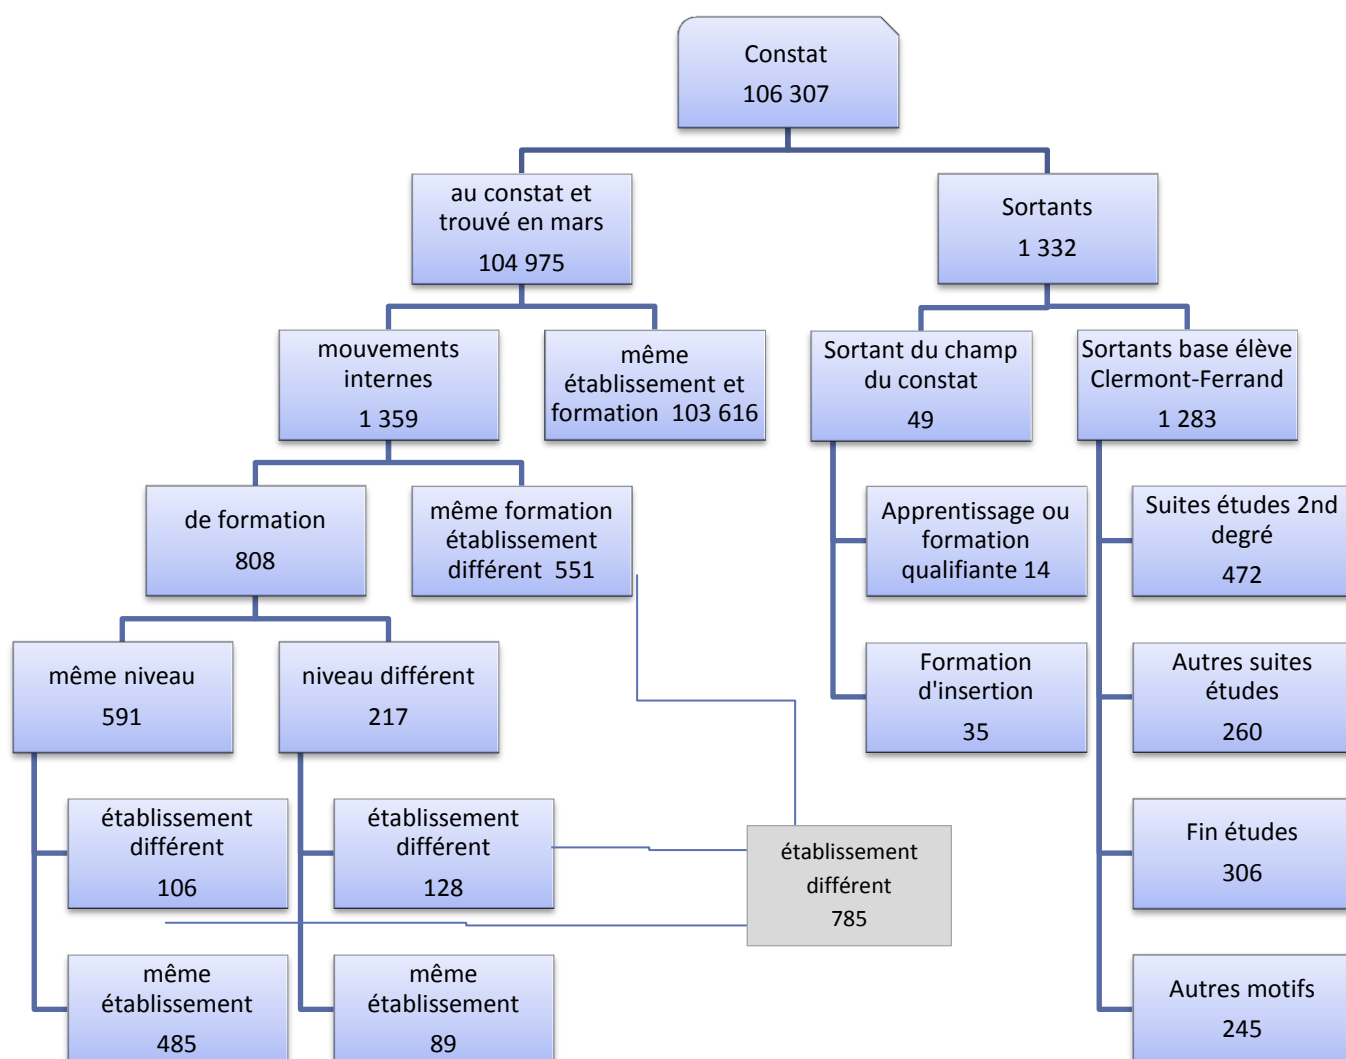 Constat
106 307
au constat et
trouvé en mars
104 975
Sortants
1 332
mouvements
internes
1 359
même
établissement et
formation  103 616
Sortant du champ
du constat
49
Sortants base élève
Clermont-Ferrand
1 283
de formation
808
même formation
établissement
différent  551
Apprentissage ou
formation
qualifiante 14
Suites études 2nd
degré
472
même niveau
591
niveau différent
217
Formation
d'insertion
35
Autres suites
études
260
établissement
différent
106
établissement
différent
128
établissement
différent
785
Fin études
306
même
établissement
485
même
établissement
89
Autres motifs
245